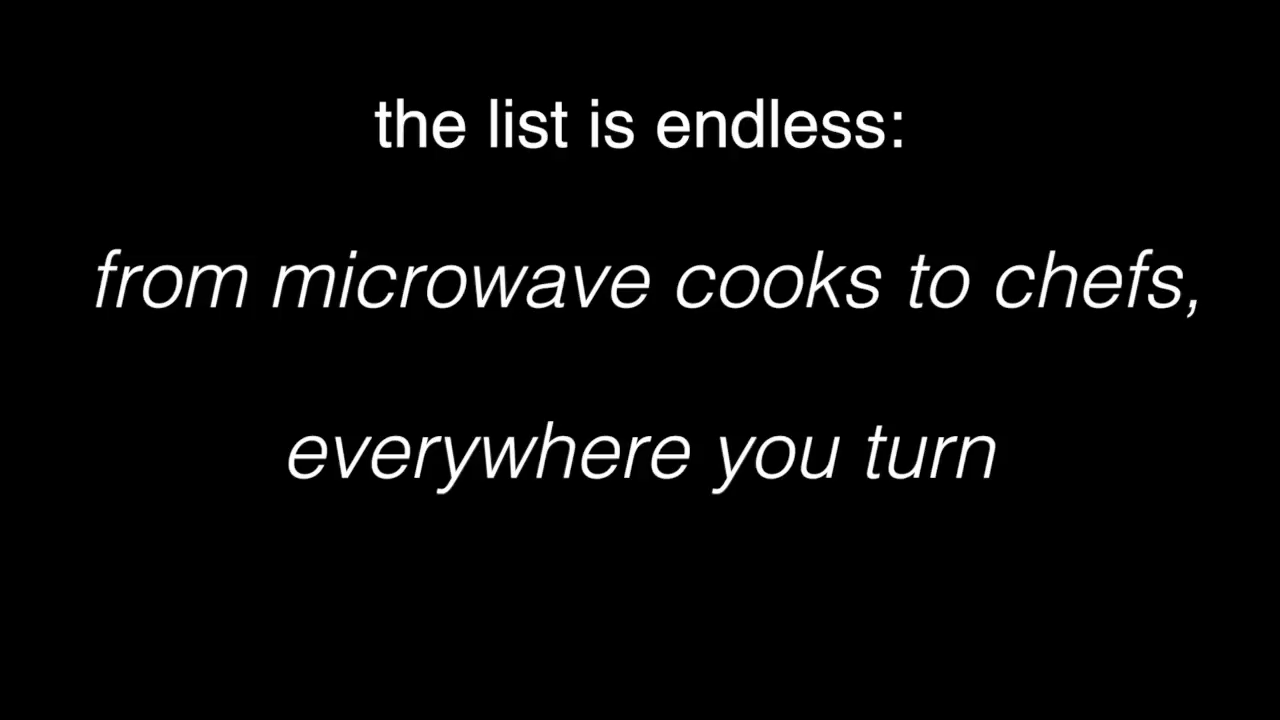 the list is endless:
from microwave cooks to chefs,
everywhere you turn